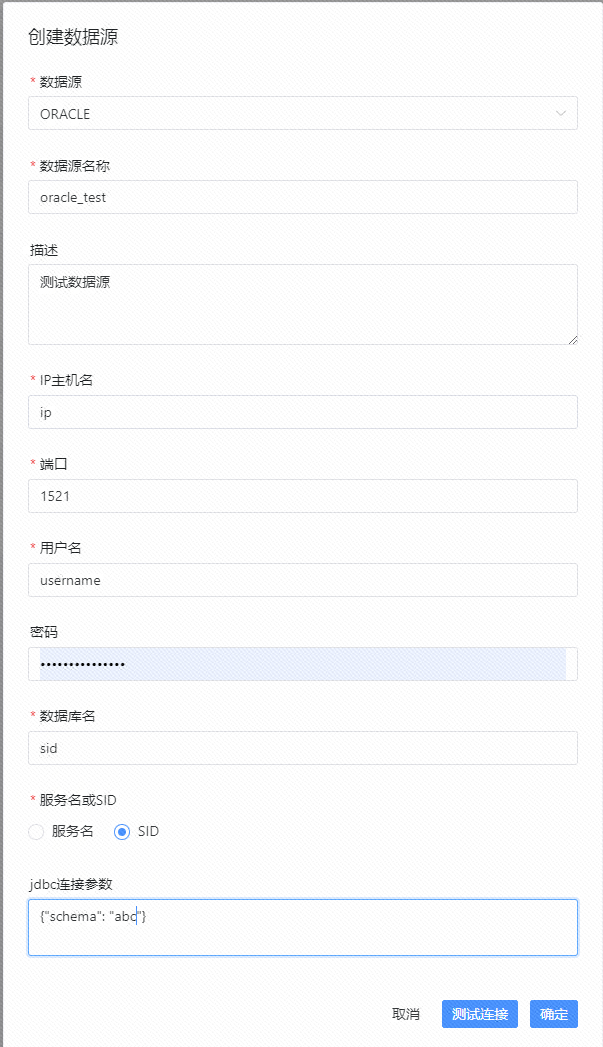 创建数据源
* 数据源
ORACLE
* 数据源名称
oracle_test
描述
测试数据源
* IP主机名
ip
* 端口
1521
* 用户名
username
密码
•••••••••••••••
* 数据库名
sid
* 服务名或SID
服务名 SID
jdbc连接参数
{"schema": "abc"}
取消 测试连接 确定